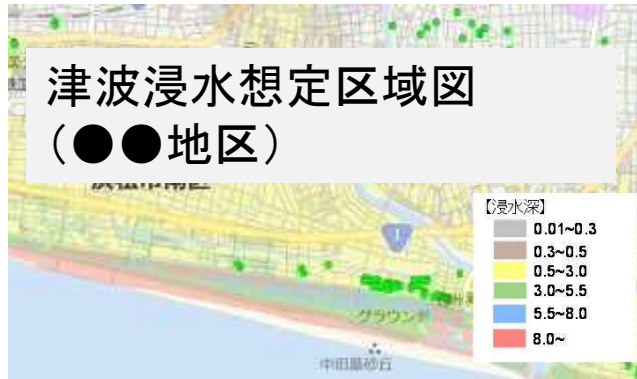 津波浸水想定区域図
（●●地区）
浜松市南区
1
【浸水深】
0.01~0.3
0.3~0.5
0.5~3.0
3.0~5.5
5.5~8.0
8.0~
グラウンド
中田島砂丘